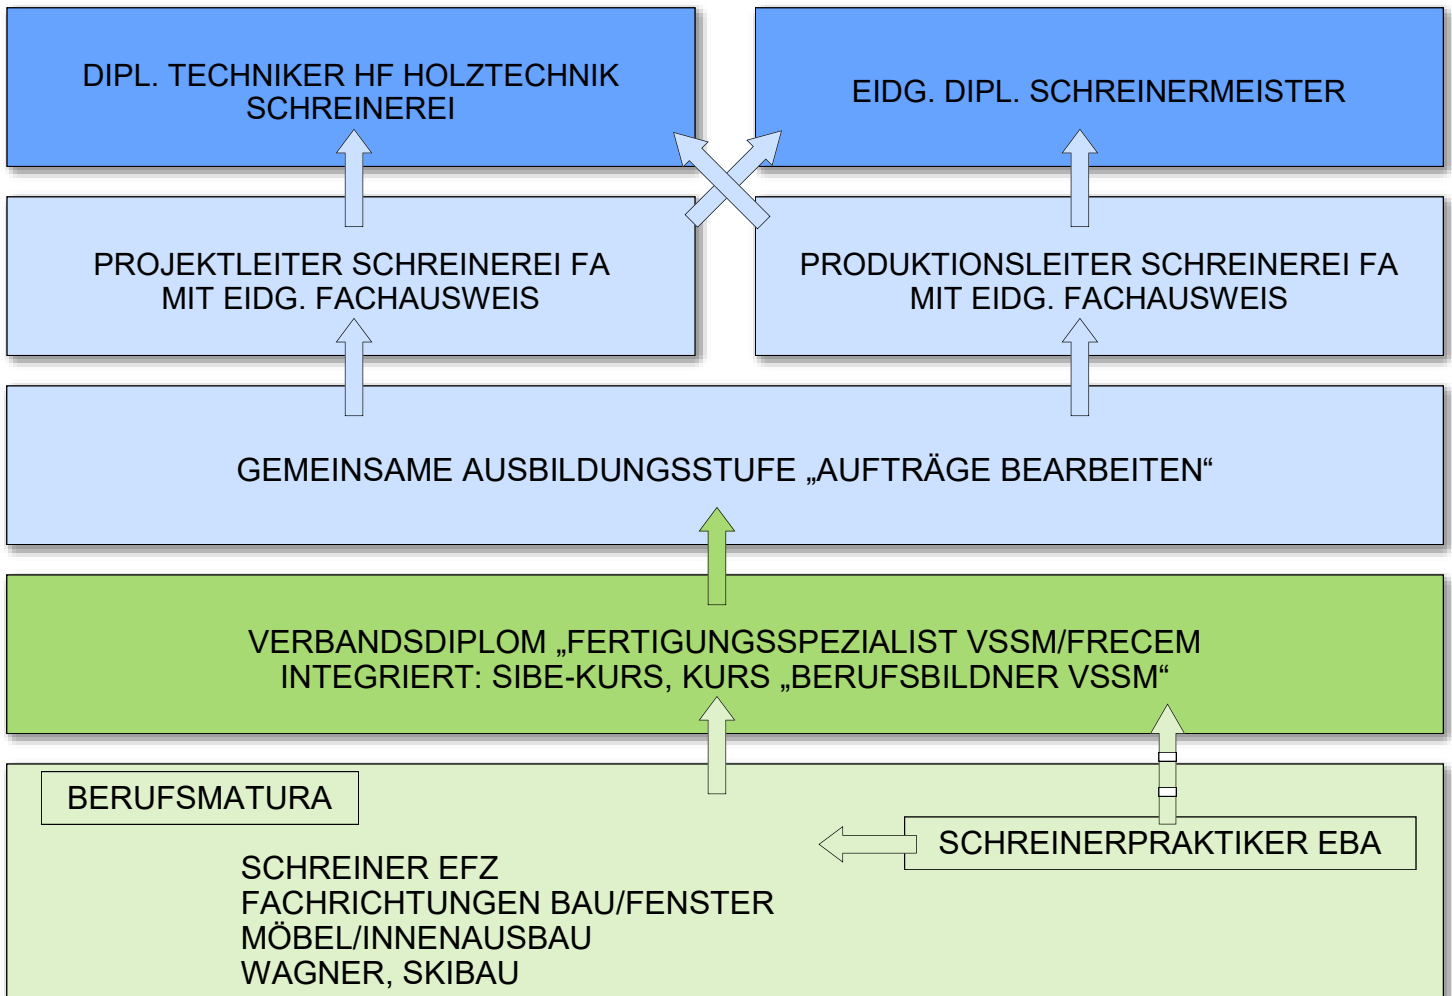 DIPL. TECHNIKER HF HOLZTECHNIK
SCHREINEREI
EIDG. DIPL. SCHREINERMEISTER
PROJEKTLEITER SCHREINEREI FA
MIT EIDG. FACHAUSWEIS
PRODUKTIONSLEITER SCHREINEREI FA
MIT EIDG. FACHAUSWEIS
GEMEINSAME AUSBILDUNGSSTUFE „AUFTRÄGE BEARBEITEN“
VERBANDSDIPLOM „FERTIGUNGSSPEZIALIST VSSM/FRECEM
INTEGRIERT: SIBE-KURS, KURS „BERUFSBILDNER VSSM“
BERUFSMATURA
SCHREINERPRAKTIKER EBA
SCHREINER EFZ
FACHRICHTUNGEN BAU/FENSTER
MÖBEL/INNENAUSBAU
WAGNER, SKIBAU